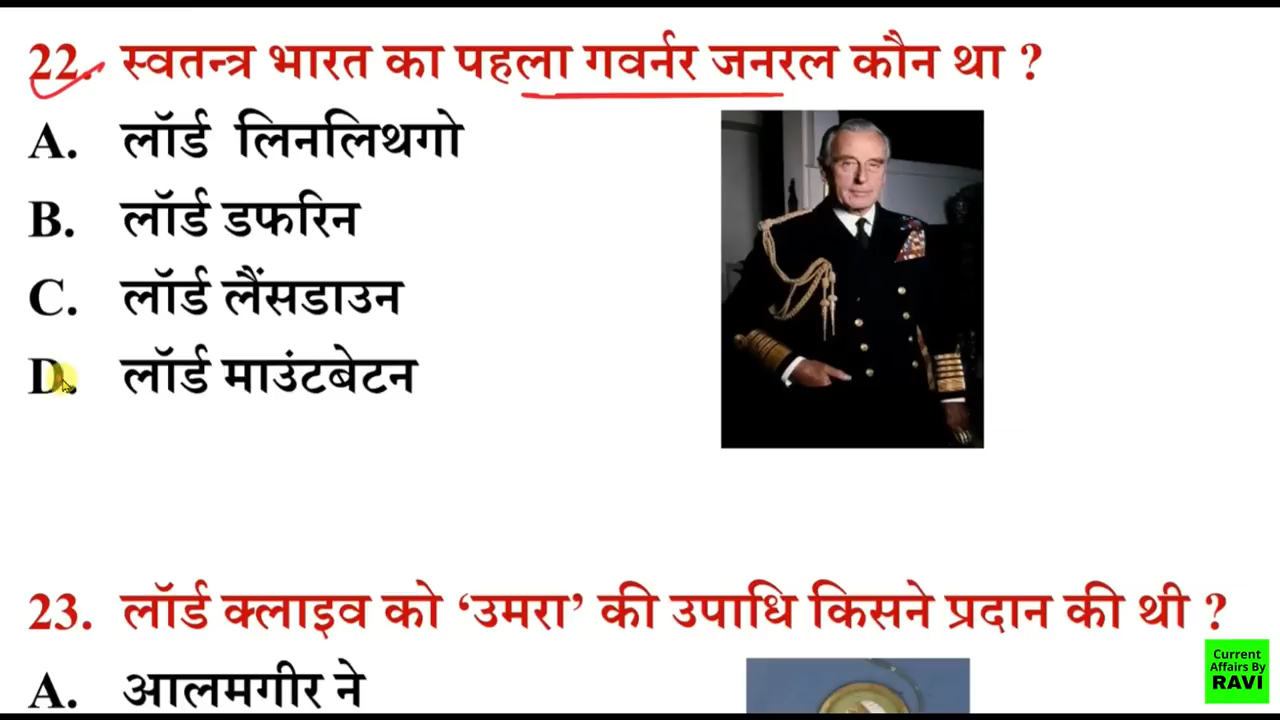 22. स्वतन्त्र भारत का पहला गवर्नर जनरल कौन था ?
A. लॉर्ड लिनलिथगो
B. लॉर्ड डफरिन
C. लॉर्ड लैंसडाउन
D. लॉर्ड माउंटबेटन
23. लॉर्ड क्लाइव को ‘उमरा’ की उपाधि किसने प्रदान की थी ?
A. आलमगीर ने
Current
Affairs By
RAVI